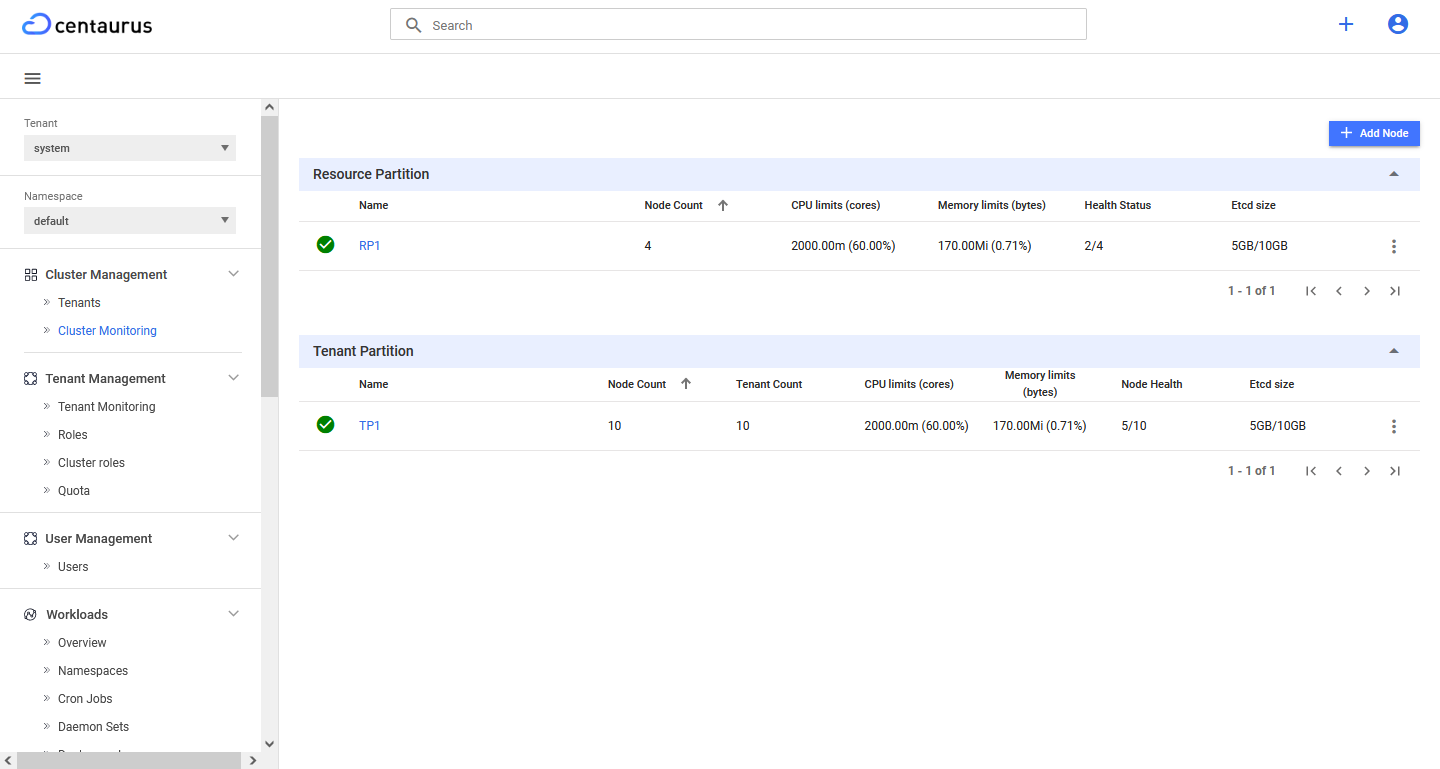 centaurus
Search
Tenant
system
Namespace
default
Cluster Management
Tenants
Cluster Monitoring
Tenant Management
Tenant Monitoring
Roles
Cluster roles
Quota
User Management
Users
Workloads
Overview
Namespaces
Cron Jobs
Daemon Sets
Add Node
Resource Partition
Name Node Count CPU limits (cores) Memory limits (bytes) Health Status Etcd size
RP1 4 2000.00m (60.00%) 170.00Mi (0.71%) 2/4 5GB/10GB
1 - 1 of 1
Tenant Partition
Name Node Count Tenant Count CPU limits (cores) Memory limits (bytes) Node Health Etcd size
TP1 10 10 2000.00m (60.00%) 170.00Mi (0.71%) 5/10 5GB/10GB
1 - 1 of 1